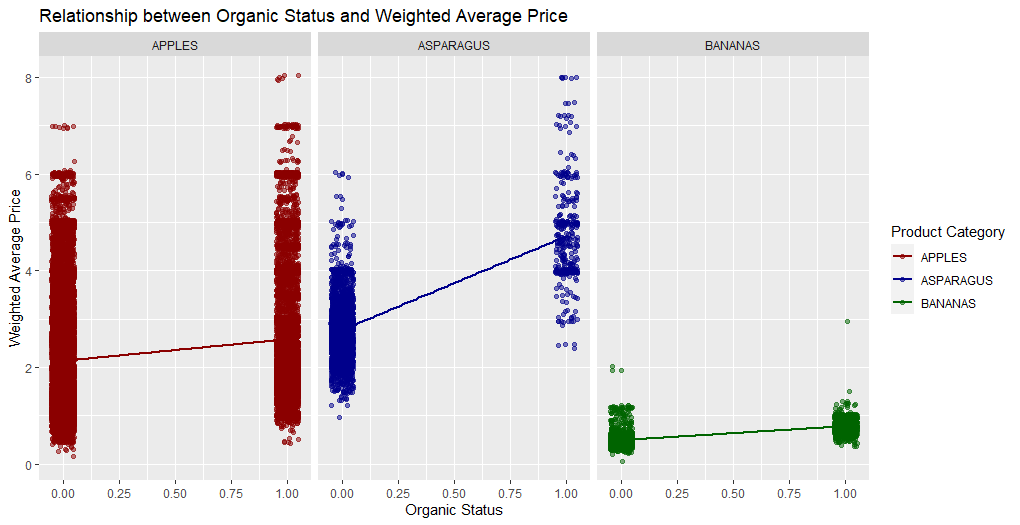 Relationship between Organic Status and Weighted Average Price
APPLES
ASPARAGUS
BANANAS
Weighted Average Price
8
6
4
2
0
0.00 0.25 0.50 0.75 1.00
0.00 0.25 0.50 0.75 1.00
0.00 0.25 0.50 0.75 1.00
Organic Status
Product Category
APPLES
ASPARAGUS
BANANAS